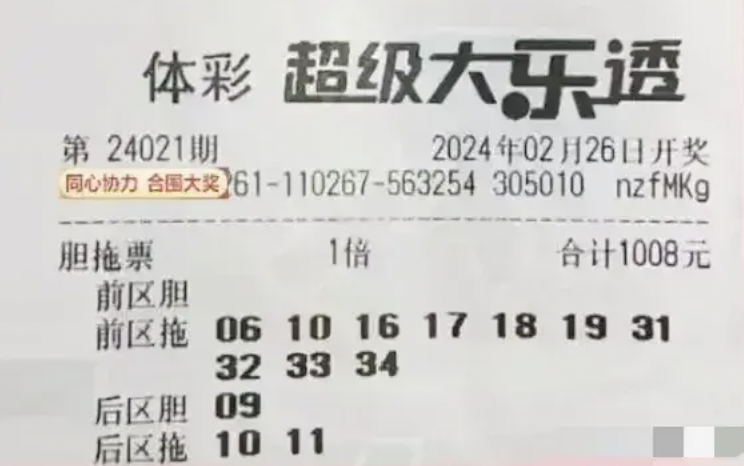 体彩 超级大乐透
第 24021期 2024年02月26日开奖
同心协力 合国大奖 261-110267-563254 305010 nzfMKg
胆拖票 1倍 合计1008元
前区胆
前区拖 06 10 16 17 18 19 31
32 33 34
后区胆 09
后区拖 10 11